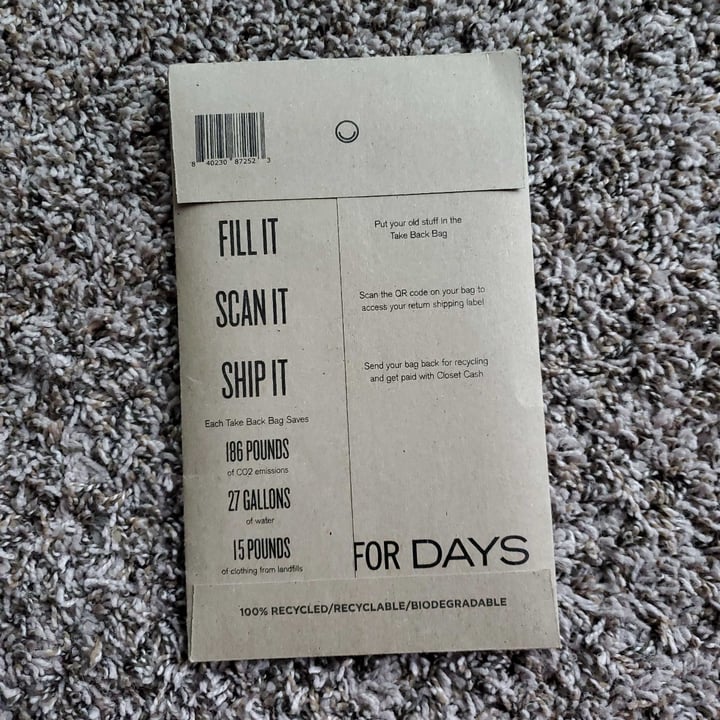 8 40230 87252 3
FILL IT
Put your old stuff in the
Take Back Bag
SCAN IT
Scan the QR code on your bag to
access your return shipping label
SHIP IT
Send your bag back for recycling
and get paid with Closet Cash
Each Take Back Bag Saves
186 POUNDS
of CO2 emissions
27 GALLONS
of water
15 POUNDS
of clothing from landfills
FOR DAYS
100% RECYCLED/RECYCLABLE/BIODEGRADABLE